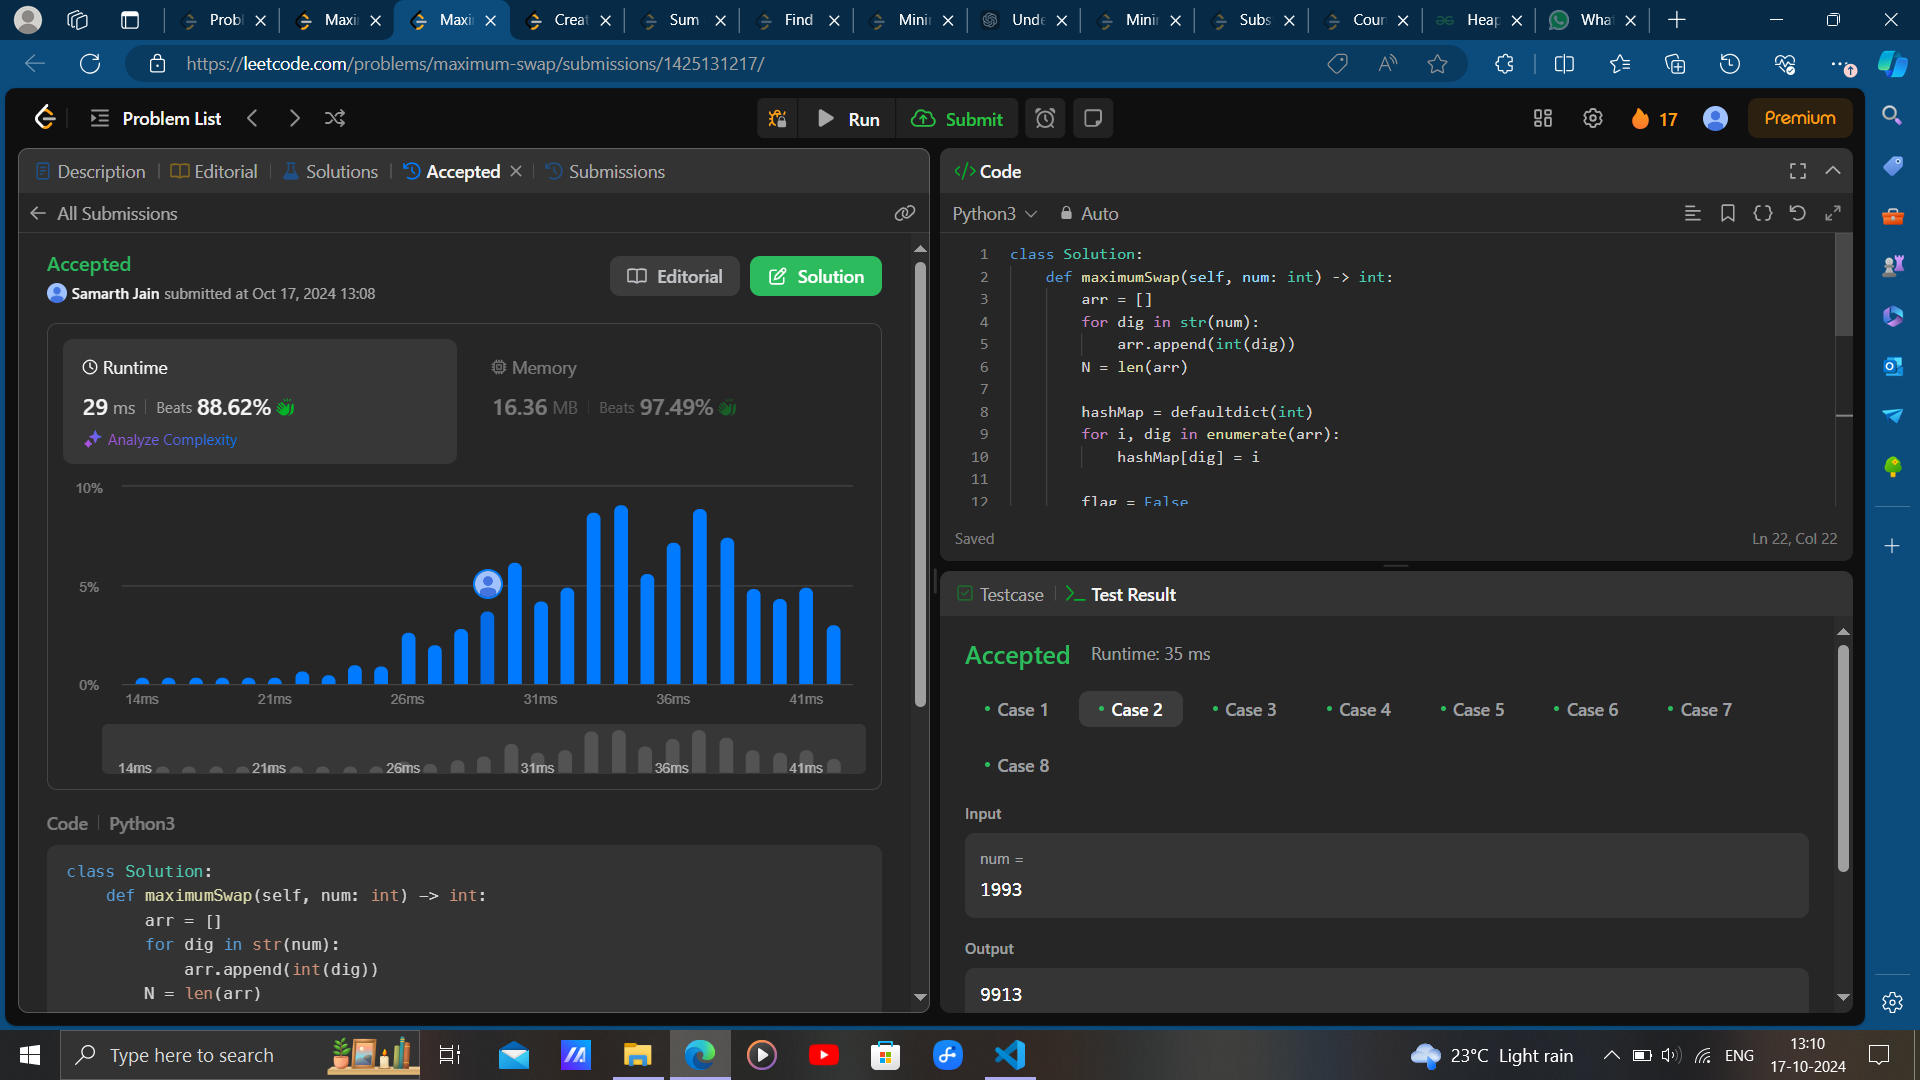 Probl
Maxi
Maxi
Creat
Sum
Find
Mini
Unde
Mini
Subs
Coun
Heap
What
https://leetcode.com/problems/maximum-swap/submissions/1425131217/
Problem List
Run
Submit
17
Premium
Description
Editorial
Solutions
Accepted
Submissions
All Submissions
Accepted
Samarth Jain submitted at Oct 17, 2024 13:08
Editorial
Solution
Runtime
29 ms
Beats 88.62%
Analyze Complexity
Memory
16.36 MB
Beats 97.49%
10%
5%
0%
14ms 21ms 26ms 31ms 36ms 41ms
14ms 21ms 26ms 31ms 36ms 41ms
Code
Python3
class Solution:
    def maximumSwap(self, num: int) -> int:
        arr = []
        for dig in str(num):
            arr.append(int(dig))
        N = len(arr)
</> Code
Python3
Auto
1 class Solution:
2     def maximumSwap(self, num: int) -> int:
3         arr = []
4         for dig in str(num):
5             arr.append(int(dig))
6         N = len(arr)
7
8         hashMap = defaultdict(int)
9         for i, dig in enumerate(arr):
10             hashMap[dig] = i
11
12         flag = False
Saved
Ln 22, Col 22
Testcase
Test Result
Accepted
Runtime: 35 ms
Case 1
Case 2
Case 3
Case 4
Case 5
Case 6
Case 7
Case 8
Input
num =
1993
Output
9913
Type here to search
23°C Light rain
ENG
13:10
17-10-2024